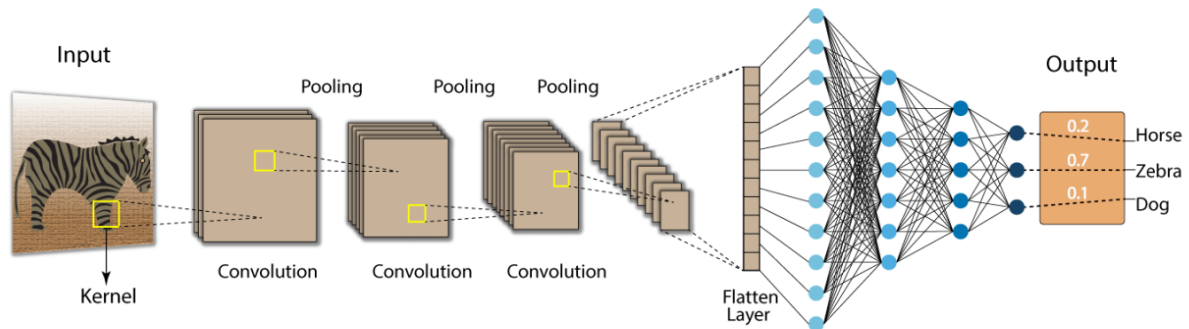 Input
Kernel
Convolution
Pooling
Convolution
Pooling
Convolution
Pooling
Flatten
Layer
Output
0.2
Horse
0.7
Zebra
0.1
Dog